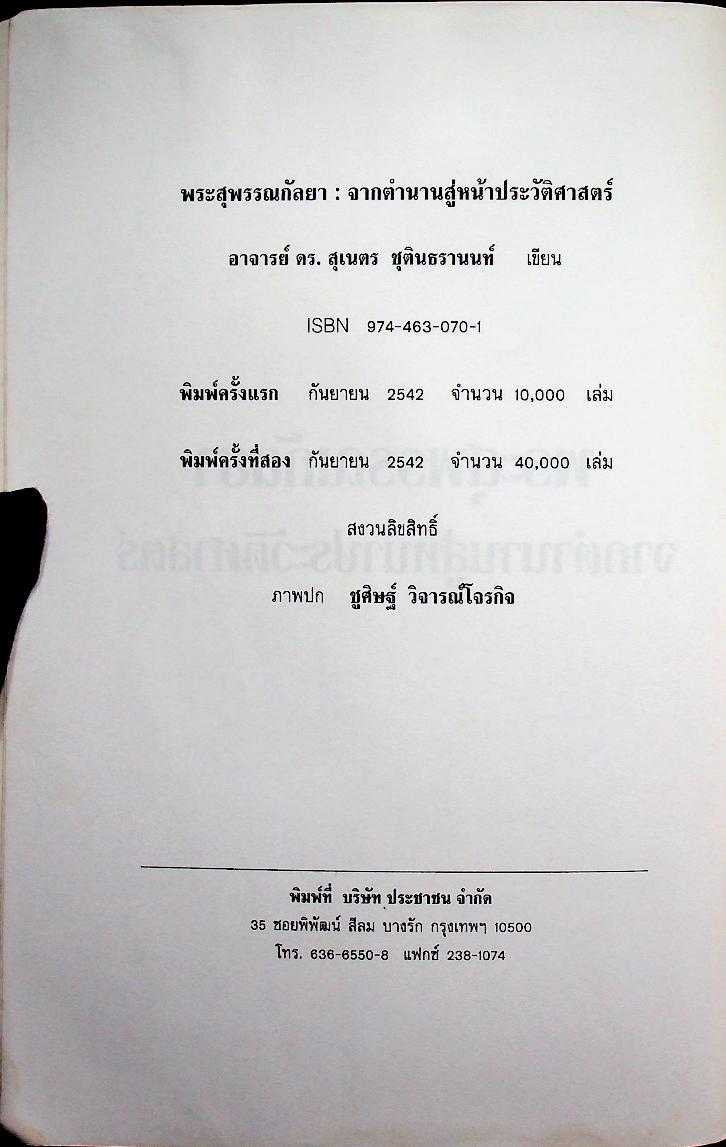 พระสุพรรณกัลยา : จากตำนานสู่หน้าประวัติศาสตร์
อาจารย์ ดร. สุเนตร ชุตินธรานนท์ เขียน
ISBN 974-463-070-1
พิมพ์ครั้งแรก กันยายน 2542 จำนวน 10,000 เล่ม
พิมพ์ครั้งที่สอง กันยายน 2542 จำนวน 40,000 เล่ม
สงวนลิขสิทธิ์
ภาพปก ชูศิษฐ์ วิจารณ์โจรกิจ
พิมพ์ที่ บริษัท ประชาชน จำกัด
35 ซอยพิพัฒน์ สีลม บางรัก กรุงเทพฯ 10500
โทร. 636-6550-8 แฟกซ์ 238-1074